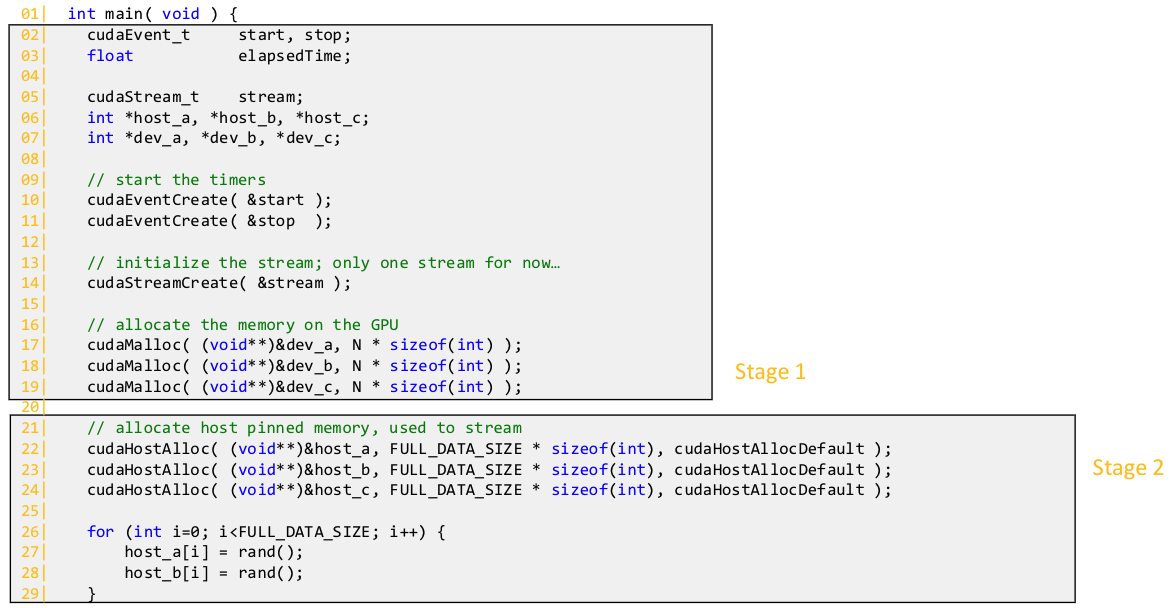 01|  int main( void ) {
02|    cudaEvent_t     start, stop;
03|    float           elapsedTime;
04|
05|    cudaStream_t    stream;
06|    int *host_a, *host_b, *host_c;
07|    int *dev_a, *dev_b, *dev_c;
08|
09|    // start the timers
10|    cudaEventCreate( &start );
11|    cudaEventCreate( &stop  );
12|
13|    // initialize the stream; only one stream for now…
14|    cudaStreamCreate( &stream );
15|
16|    // allocate the memory on the GPU
17|    cudaMalloc( (void**)&dev_a, N * sizeof(int) );
18|    cudaMalloc( (void**)&dev_b, N * sizeof(int) );
19|    cudaMalloc( (void**)&dev_c, N * sizeof(int) );
Stage 1
20|
21|    // allocate host pinned memory, used to stream
22|    cudaHostAlloc( (void**)&host_a, FULL_DATA_SIZE * sizeof(int), cudaHostAllocDefault );
23|    cudaHostAlloc( (void**)&host_b, FULL_DATA_SIZE * sizeof(int), cudaHostAllocDefault );
24|    cudaHostAlloc( (void**)&host_c, FULL_DATA_SIZE * sizeof(int), cudaHostAllocDefault );
Stage 2
25|
26|    for (int i=0; i<FULL_DATA_SIZE; i++) {
27|        host_a[i] = rand();
28|        host_b[i] = rand();
29|    }